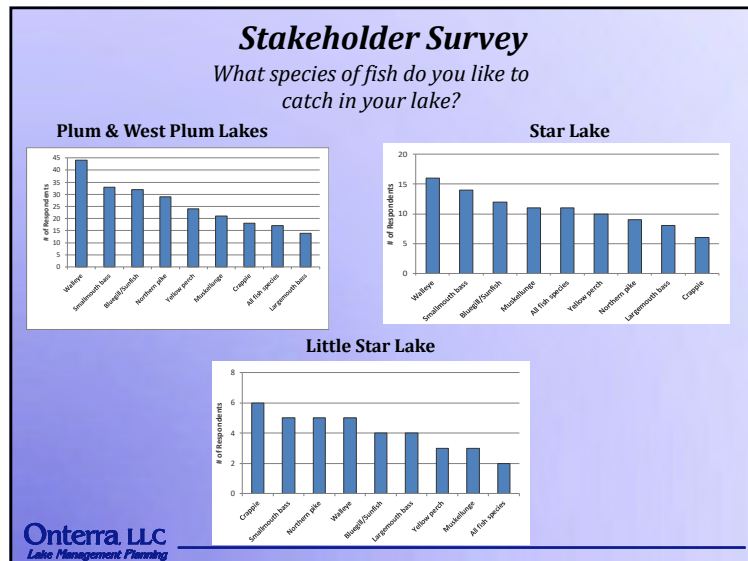 Stakeholder Survey
What species of fish do you like to
catch in your lake?
Plum & West Plum Lakes
# of Respondents
45
40
35
30
25
20
15
10
5
0
Walleye
Smallmouth bass
Bluegill/Sunfish
Northern pike
Yellow perch
Muskellunge
Crappie
All fish species
Largemouth bass
Star Lake
# of Respondents
20
15
10
5
0
Walleye
Smallmouth bass
Bluegill/Sunfish
Muskellunge
All fish species
Yellow perch
Northern pike
Largemouth bass
Crappie
Little Star Lake
# of Respondents
8
6
4
2
0
Crappie
Smallmouth bass
Northern pike
Walleye
Bluegill/Sunfish
Largemouth bass
Yellow perch
Muskellunge
All fish species
Onterra LLC
Lake Management Planning